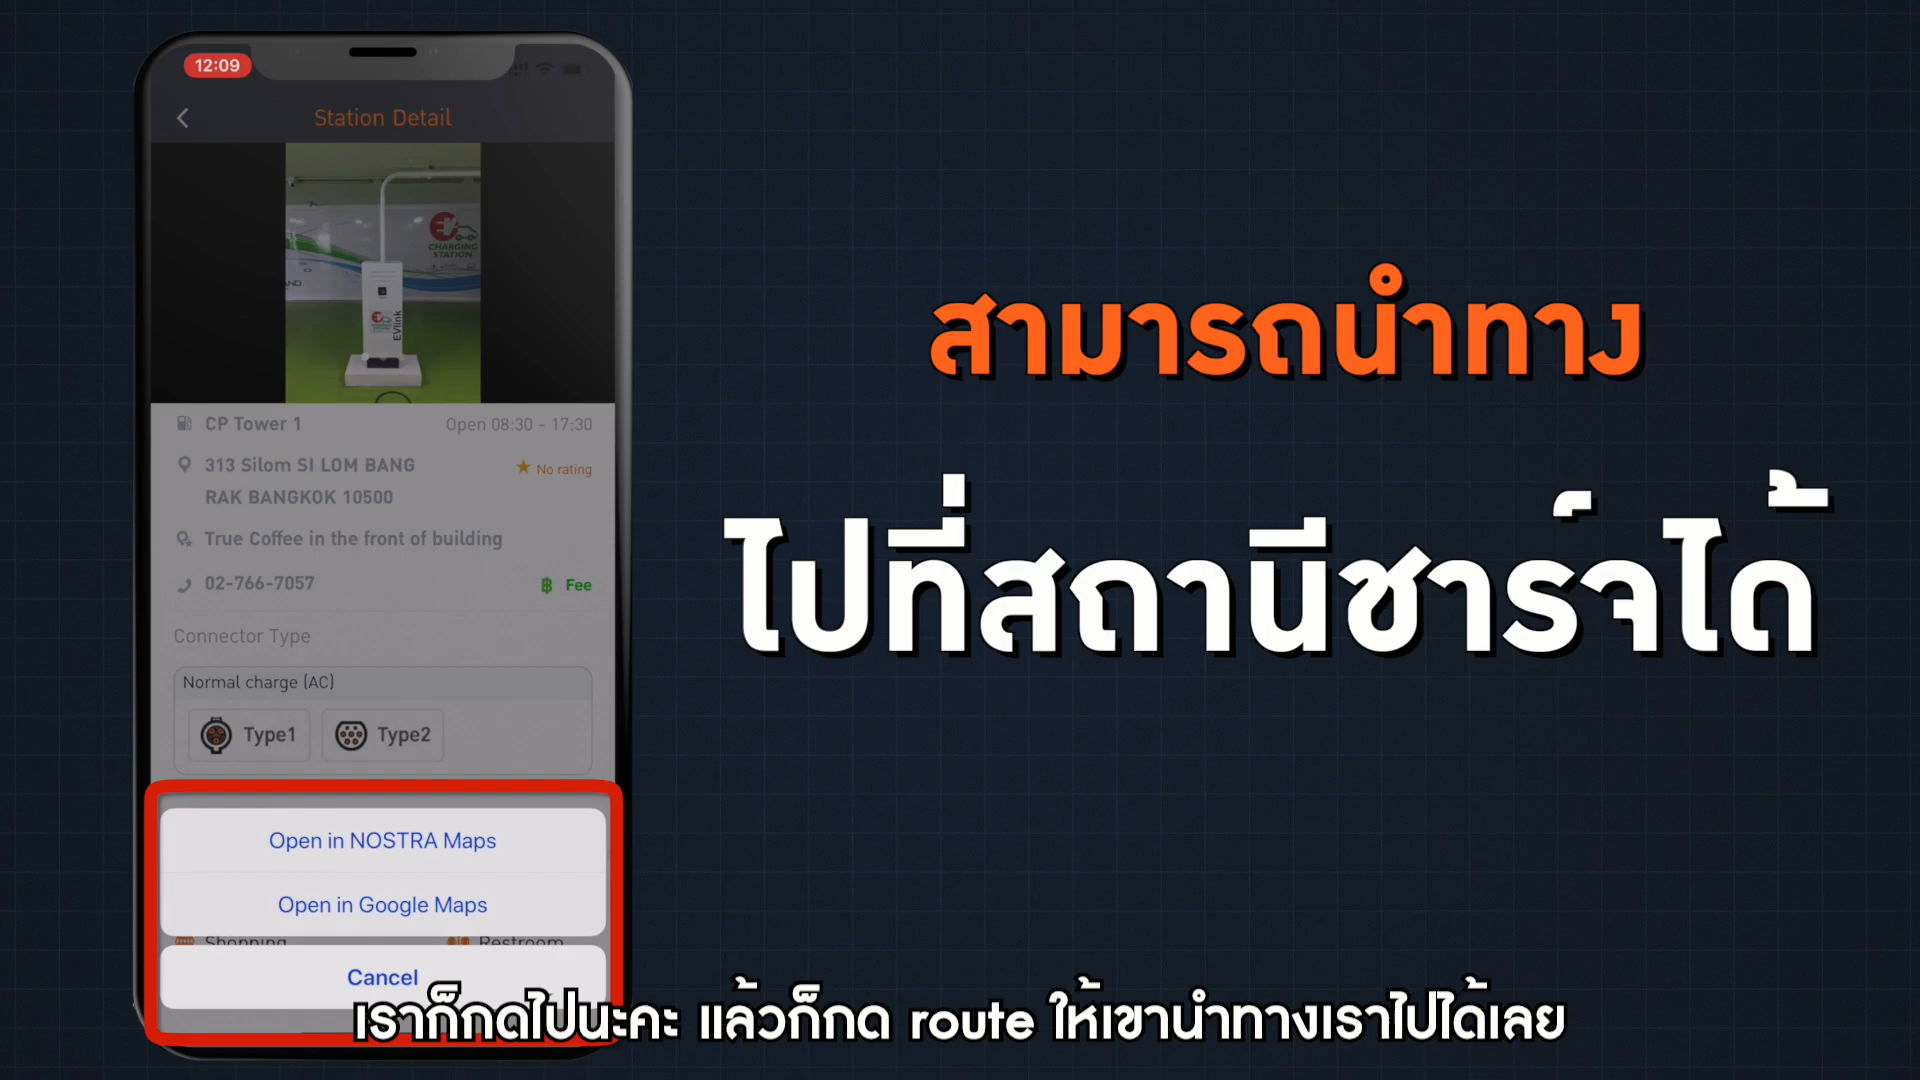 12:09
Station Detail
CHARGING
STATION
EVlink
CP Tower 1
Open 08:30 - 17:30
313 Silom SI LOM BANG
RAK BANGKOK 10500
No rating
True Coffee in the front of building
02-766-7057
฿ Fee
Connector Type
Normal charge (AC)
Type1
Type2
Open in NOSTRA Maps
Open in Google Maps
Shopping
Restroom
Cancel
สามารถนำทาง
ไปที่สถานีชาร์จได้
เราก็กดไปนะคะ แล้วก็กด route ให้เขานำทางเราไปได้เลย